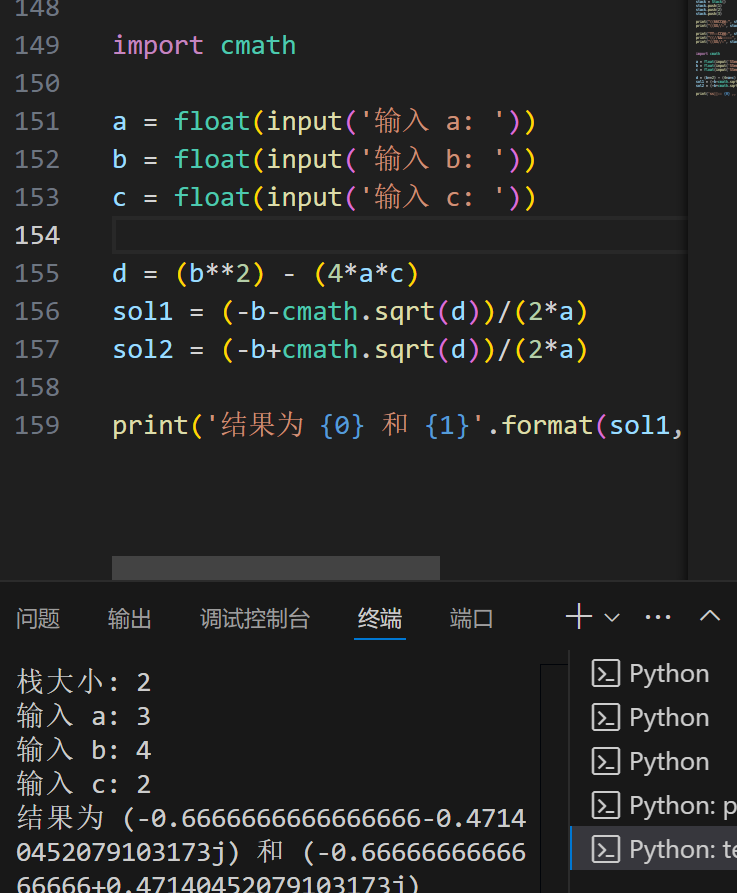 148
149 import cmath
150
151 a = float(input('输入 a: '))
152 b = float(input('输入 b: '))
153 c = float(input('输入 c: '))
154
155 d = (b**2) - (4*a*c)
156 sol1 = (-b-cmath.sqrt(d))/(2*a)
157 sol2 = (-b+cmath.sqrt(d))/(2*a)
158
159 print('结果为 {0} 和 {1}'.format(sol1,
问题 输出 调试控制台 终端 端口
栈大小: 2
输入 a: 3
输入 b: 4
输入 c: 2
结果为 (-0.6666666666666666-0.4714
0452079103173j) 和 (-0.66666666666
66666+0.47140452079103173j)
Python
Python
Python
Python: p
Python: te